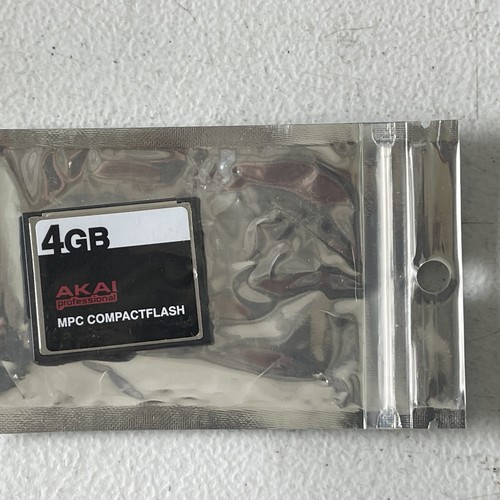 4GB
AKAI
professional
MPC COMPACTFLASH